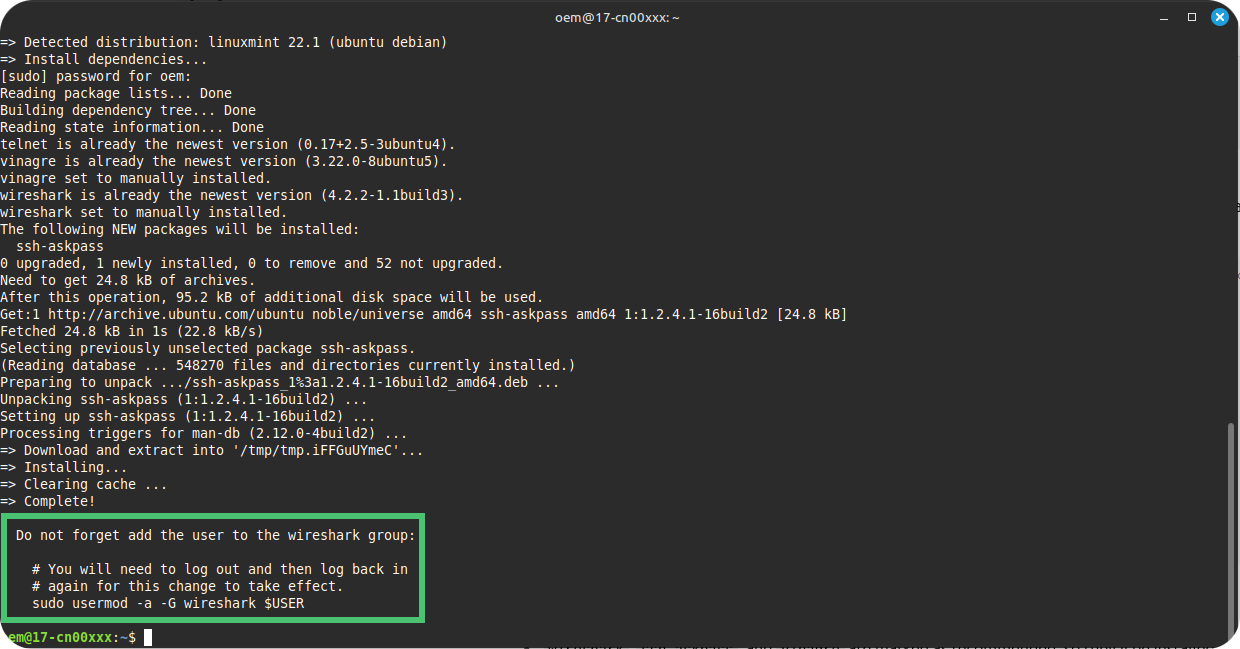 oem@17-cn00xxx: ~
=> Detected distribution: linuxmint 22.1 (ubuntu debian)
=> Install dependencies...
[sudo] password for oem:
Reading package lists... Done
Building dependency tree... Done
Reading state information... Done
telnet is already the newest version (0.17+2.5-3ubuntu4).
vinagre is already the newest version (3.22.0-8ubuntu5).
vinagre set to manually installed.
wireshark is already the newest version (4.2.2-1.1build3).
wireshark set to manually installed.
The following NEW packages will be installed:
  ssh-askpass
0 upgraded, 1 newly installed, 0 to remove and 52 not upgraded.
Need to get 24.8 kB of archives.
After this operation, 95.2 kB of additional disk space will be used.
Get:1 http://archive.ubuntu.com/ubuntu noble/universe amd64 ssh-askpass amd64 1:1.2.4.1-16build2 [24.8 kB]
Fetched 24.8 kB in 1s (22.8 kB/s)
Selecting previously unselected package ssh-askpass.
(Reading database ... 548270 files and directories currently installed.)
Preparing to unpack .../ssh-askpass_1%3a1.2.4.1-16build2_amd64.deb ...
Unpacking ssh-askpass (1:1.2.4.1-16build2) ...
Setting up ssh-askpass (1:1.2.4.1-16build2) ...
Processing triggers for man-db (2.12.0-4build2) ...
=> Download and extract into '/tmp/tmp.iFFGuUYmeC'...
=> Installing...
=> Clearing cache ...
=> Complete!
Do not forget add the user to the wireshark group:
# You will need to log out and then log back in
# again for this change to take effect.
sudo usermod -a -G wireshark $USER
em@17-cn00xxx:~$